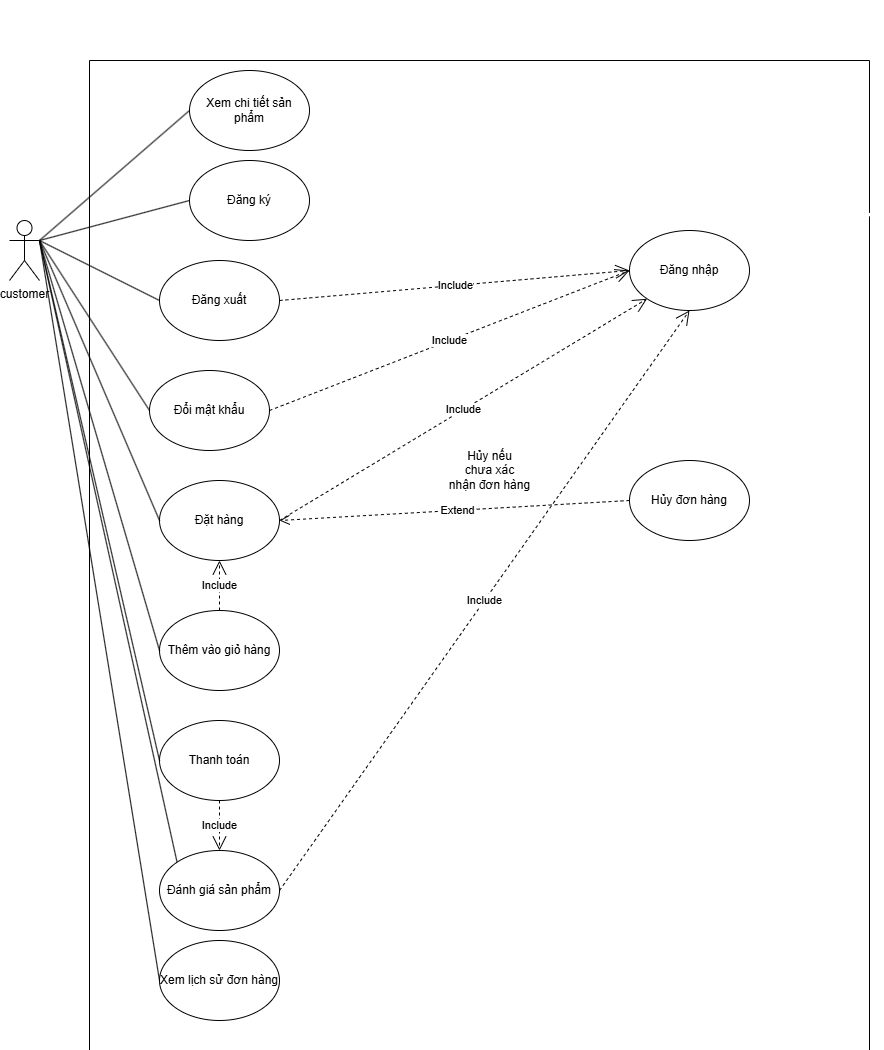 Xem chi tiết sản
phẩm
Đăng ký
customer
Đăng xuất
Include
Đăng nhập
Include
Đổi mật khẩu
Include
Hủy nếu
chưa xác
nhận đơn hàng
Đặt hàng
Extend
Hủy đơn hàng
Include
Include
Thêm vào giỏ hàng
Thanh toán
Include
Đánh giá sản phẩm
Xem lịch sử đơn hàng